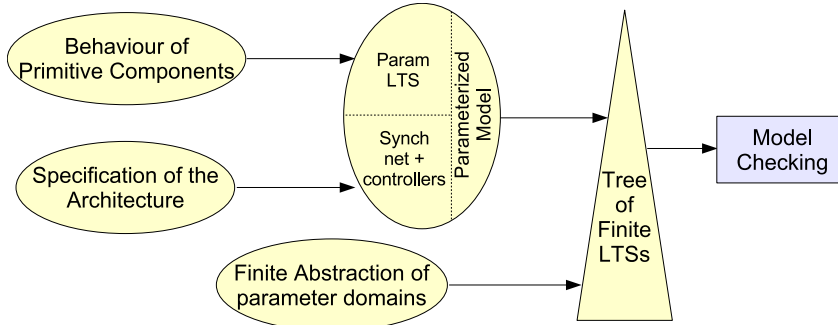 Behaviour of
Primitive Components
Param
LTS
Synch
net +
controllers
Parameterized
Model
Specification of the
Architecture
Finite Abstraction of
parameter domains
Tree
of
Finite
LTSs
Model
Checking